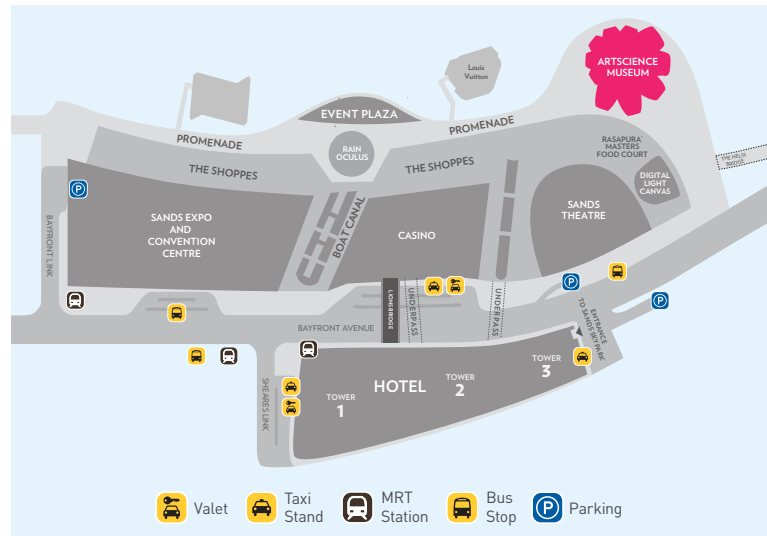 Louis
Vuitton
ARTSCIENCE
MUSEUM
EVENT PLAZA
PROMENADE
PROMENADE
RAIN
OCULUS
RASAPURA
MASTERS
FOOD COURT
THE HELIX
BRIDGE
THE SHOPPES
THE SHOPPES
DIGITAL
LIGHT
CANVAS
P
SANDS EXPO
AND
CONVENTION
CENTRE
BOAT CANAL
CASINO
SANDS
THEATRE
BAYFRONT LINK
P
P
LIONSBRIDGE
UNDERPASS
UNDERPASS
ENTRANCE
TO SANDS SKYPARK
BAYFRONT AVENUE
SHEARES LINK
HOTEL
TOWER
1
TOWER
2
TOWER
3
Valet
Taxi
Stand
MRT
Station
Bus
Stop
P
Parking